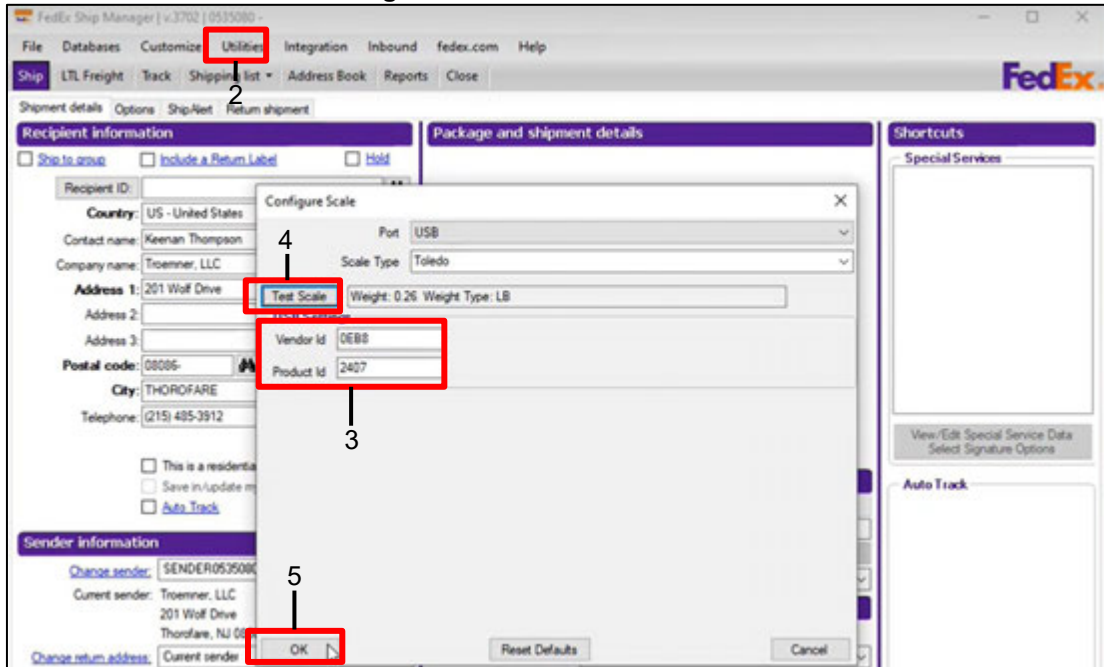 FedEx Ship Manager | v.3702 | 0535080 -
File Databases Customize Utilities Integration Inbound fedex.com Help
Ship LTL Freight Track Shipping list Address Book Reports Close
FedEx.
2
Shipment details Options ShipAlert Return shipment
Recipient information
Package and shipment details
Shortcuts
Ship to group Include a Return Label Hold
Special Services
Recipient ID:
Country: US - United States
Contact name: Keenan Thompson
Company name: Troemner, LLC
Address 1: 201 Wolf Drive
Address 2:
Address 3:
Postal code: 08086-
City: THOROFARE
Telephone: (215) 485-3912
This is a residentia
Save in/update my
Auto Track
Configure Scale
Port USB
4
Scale Type Toledo
Test Scale Weight: 0.26 Weight Type: LB
Vendor Id 0EB8
Product Id 2407
3
5
OK Reset Defaults Cancel
View/Edit Special Service Data
Select Signature Options
Auto Track
Sender information
Change sender: SENDER0535080
Current sender: Troemner, LLC
201 Wolf Drive
Thorofare, NJ
Change return address: Current sender